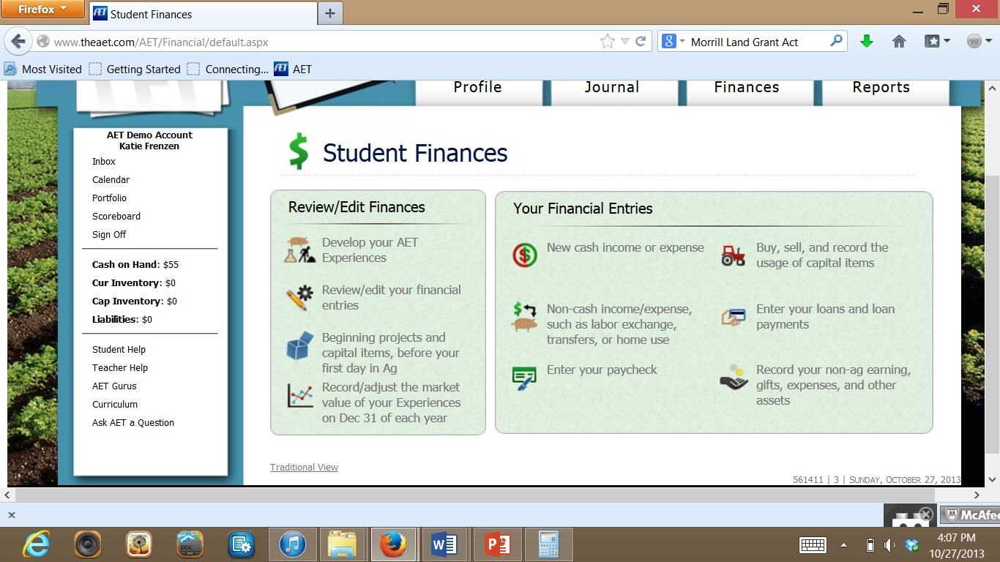 Firefox
AET Student Finances
www.theaet.com/AET/Financial/default.aspx
g Morrill Land Grant Act
Most Visited Getting Started Connecting... AET AET
Profile Journal Finances Reports
AET Demo Account
Katie Frenzen
Inbox
Calendar
Portfolio
Scoreboard
Sign Off
Cash on Hand: $55
Cur Inventory: $0
Cap Inventory: $0
Liabilities: $0
Student Help
Teacher Help
AET Gurus
Curriculum
Ask AET a Question
$ Student Finances
Review/Edit Finances
Develop your AET
Experiences
Review/edit your financial
entries
Beginning projects and
capital items, before your
first day in Ag
Record/adjust the market
value of your Experiences
on Dec 31 of each year
Your Financial Entries
New cash income or expense
Non-cash income/expense,
such as labor exchange,
transfers, or home use
Enter your paycheck
Buy, sell, and record the
usage of capital items
Enter your loans and loan
payments
Record your non-ag earning,
gifts, expenses, and other
assets
Traditional View
561411 | 3 | SUNDAY, OCTOBER 27, 2013
McAfee
DOC
4:07 PM
10/27/2013